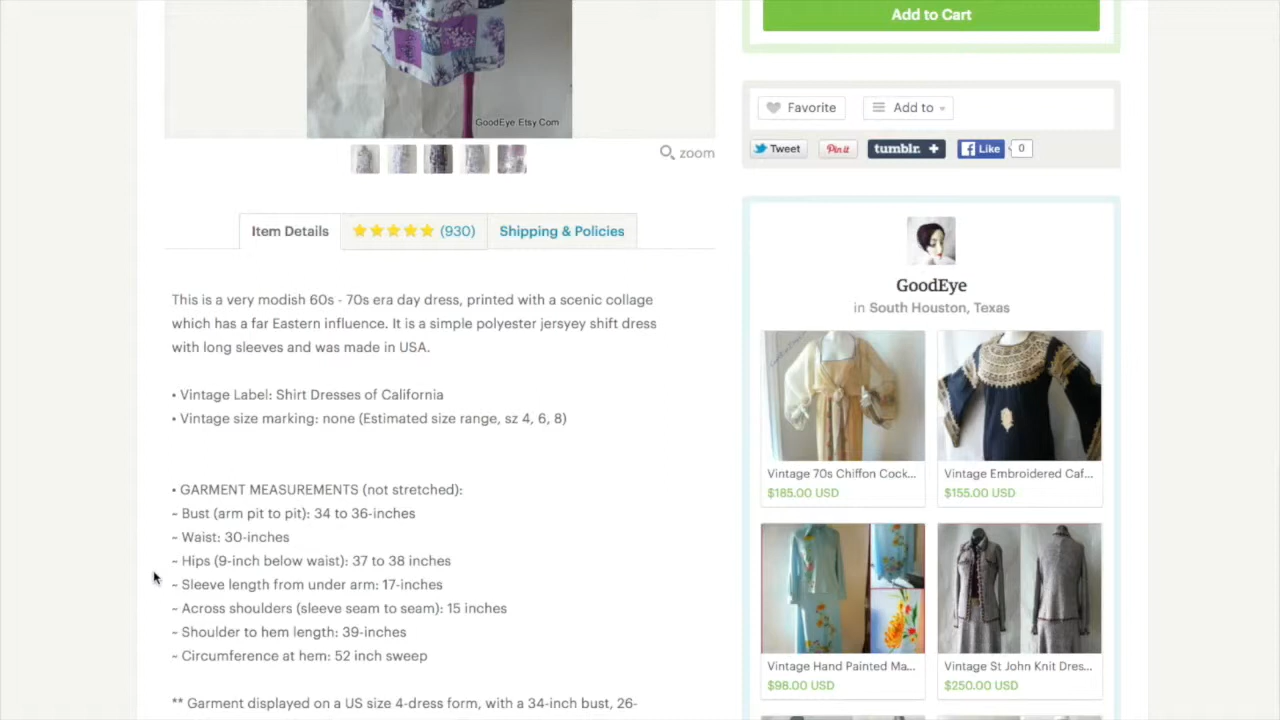 Add to Cart
GoodEye.Etsy.Com
Favorite
Add to
zoom
Tweet
Pin it
tumblr. +
Like
0
Item Details
(930)
Shipping & Policies
This is a very modish 60s - 70s era day dress, printed with a scenic collage
which has a far Eastern influence. It is a simple polyester jersyey shift dress
with long sleeves and was made in USA.
• Vintage Label: Shirt Dresses of California
• Vintage size marking: none (Estimated size range, sz 4, 6, 8)
• GARMENT MEASUREMENTS (not stretched):
~ Bust (arm pit to pit): 34 to 36-inches
~ Waist: 30-inches
~ Hips (9-inch below waist): 37 to 38 inches
~ Sleeve length from under arm: 17-inches
~ Across shoulders (sleeve seam to seam): 15 inches
~ Shoulder to hem length: 39-inches
~ Circumference at hem: 52 inch sweep
** Garment displayed on a US size 4-dress form, with a 34-inch bust, 26-
GoodEye
in South Houston, Texas
Vintage 70s Chiffon Cock...
$185.00 USD
Vintage Embroidered Caf...
$155.00 USD
Vintage Hand Painted Ma...
$98.00 USD
Vintage St John Knit Dres...
$250.00 USD